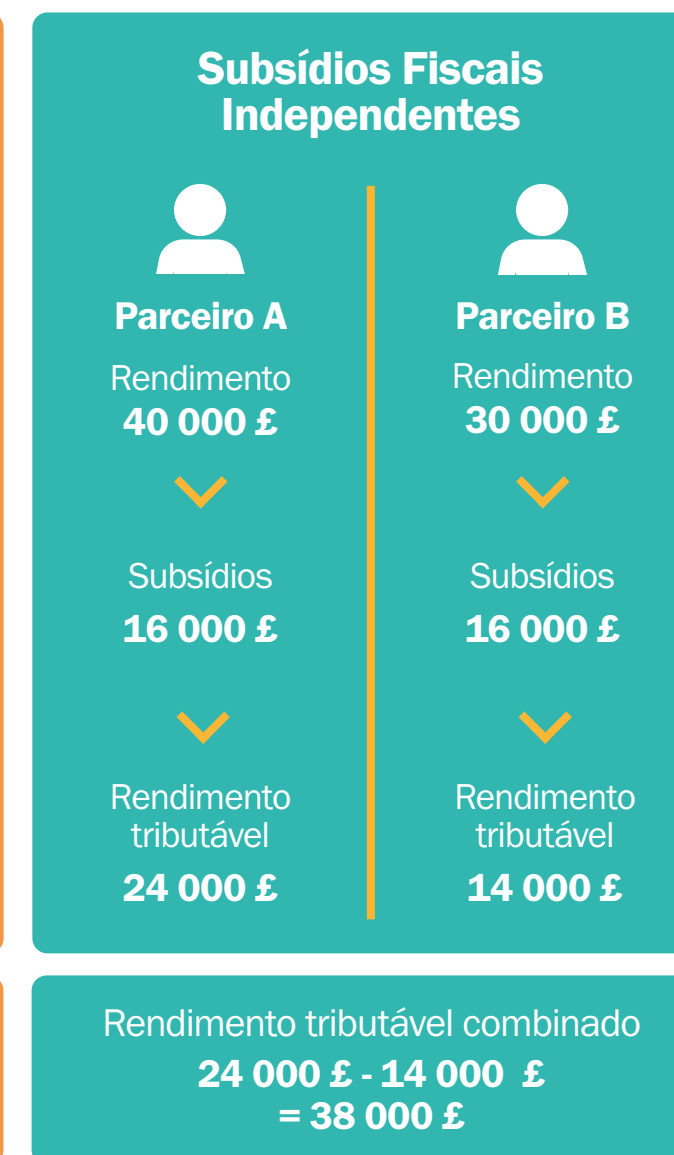 Subsídios Fiscais
Independentes
Parceiro A
Rendimento
40 000 £
Subsídios
16 000 £
Rendimento
tributável
24 000 £
Parceiro B
Rendimento
30 000 £
Subsídios
16 000 £
Rendimento
tributável
14 000 £
Rendimento tributável combinado
24 000 £ - 14 000 £
= 38 000 £